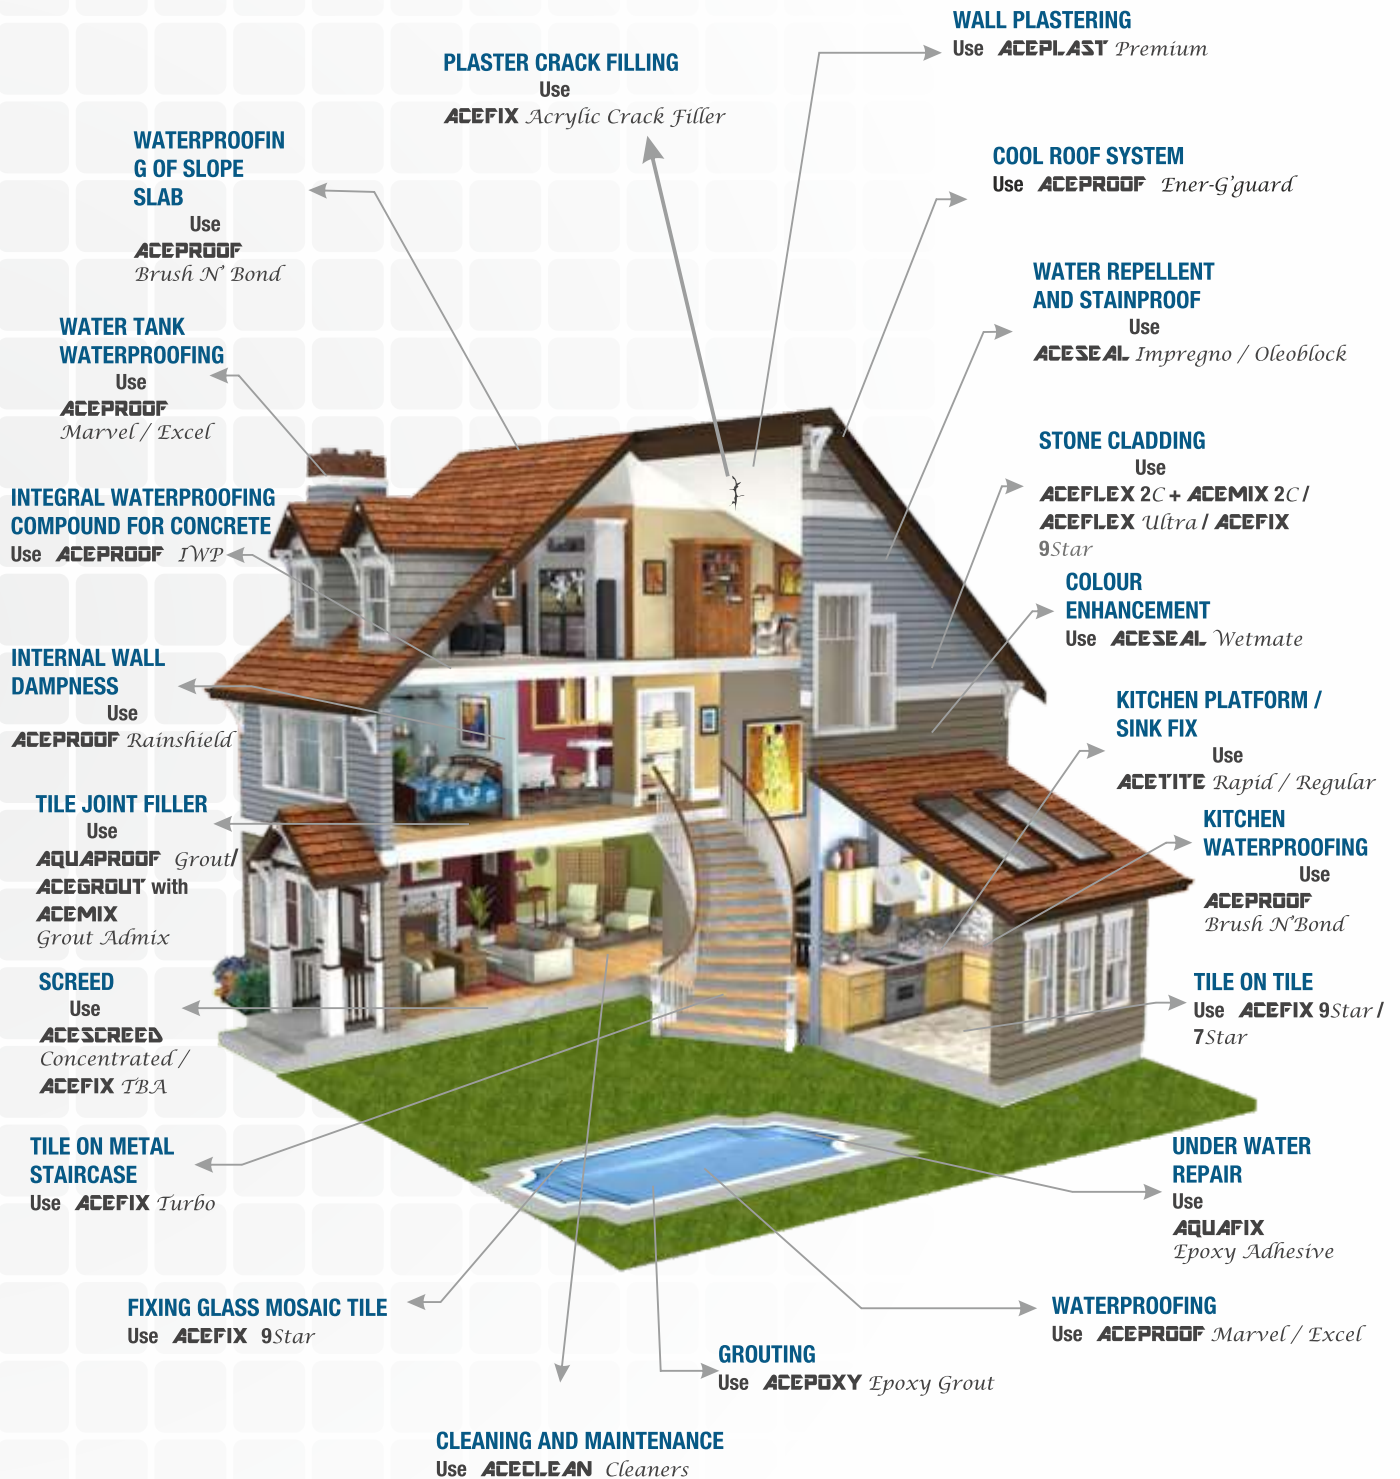 WALL PLASTERING
Use ACEPLAST Premium
PLASTER CRACK FILLING
Use
ACEFIX Acrylic Crack Filler
WATERPROOFIN
G OF SLOPE
SLAB
Use
ACEPROOF
Brush N' Bond
COOL ROOF SYSTEM
Use ACEPROOF Ener-G'guard
WATER REPELLENT
AND STAINPROOF
Use
ACESEAL Impregno / Oleoblock
WATER TANK
WATERPROOFING
Use
ACEPROOF
Marvel / Excel
STONE CLADDING
Use
ACEFLEX 2C + ACEMIX 2C /
ACEFLEX Ultra / ACEFIX
9Star
INTEGRAL WATERPROOFING
COMPOUND FOR CONCRETE
Use ACEPROOF IWP
COLOUR
ENHANCEMENT
Use ACESEAL Wetmate
INTERNAL WALL
DAMPNESS
Use
ACEPROOF Rainshield
KITCHEN PLATFORM /
SINK FIX
Use
ACETITE Rapid / Regular
TILE JOINT FILLER
Use
AQUAPROOF Grout/
ACEGROUT with
ACEMIX
Grout Admix
KITCHEN
WATERPROOFING
Use
ACEPROOF
Brush N'Bond
SCREED
Use
ACESCREED
Concentrated /
ACEFIX TBA
TILE ON TILE
Use ACEFIX 9Star /
7Star
TILE ON METAL
STAIRCASE
Use ACEFIX Turbo
UNDER WATER
REPAIR
Use
AQUAFIX
Epoxy Adhesive
FIXING GLASS MOSAIC TILE
Use ACEFIX 9Star
WATERPROOFING
Use ACEPROOF Marvel / Excel
GROUTING
Use ACEPOXY Epoxy Grout
CLEANING AND MAINTENANCE
Use ACECLEAN Cleaners